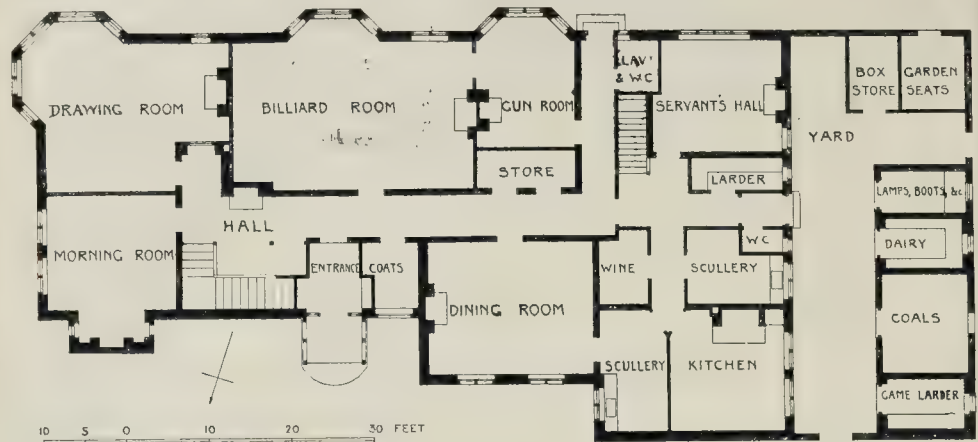 DRAWING ROOM
BILLIARD ROOM
GUN ROOM
LAV^Y
& W.C
SERVANT'S HALL
BOX
STORE
GARDEN
SEATS
YARD
STORE
LARDER
LAMPS, BOOTS, &c
HALL
MORNING ROOM
ENTRANCE
COATS
WINE
SCULLERY
WC
DAIRY
DINING ROOM
COALS
SCULLERY
KITCHEN
GAME LARDER
10 5 0 10 20 30 FEET